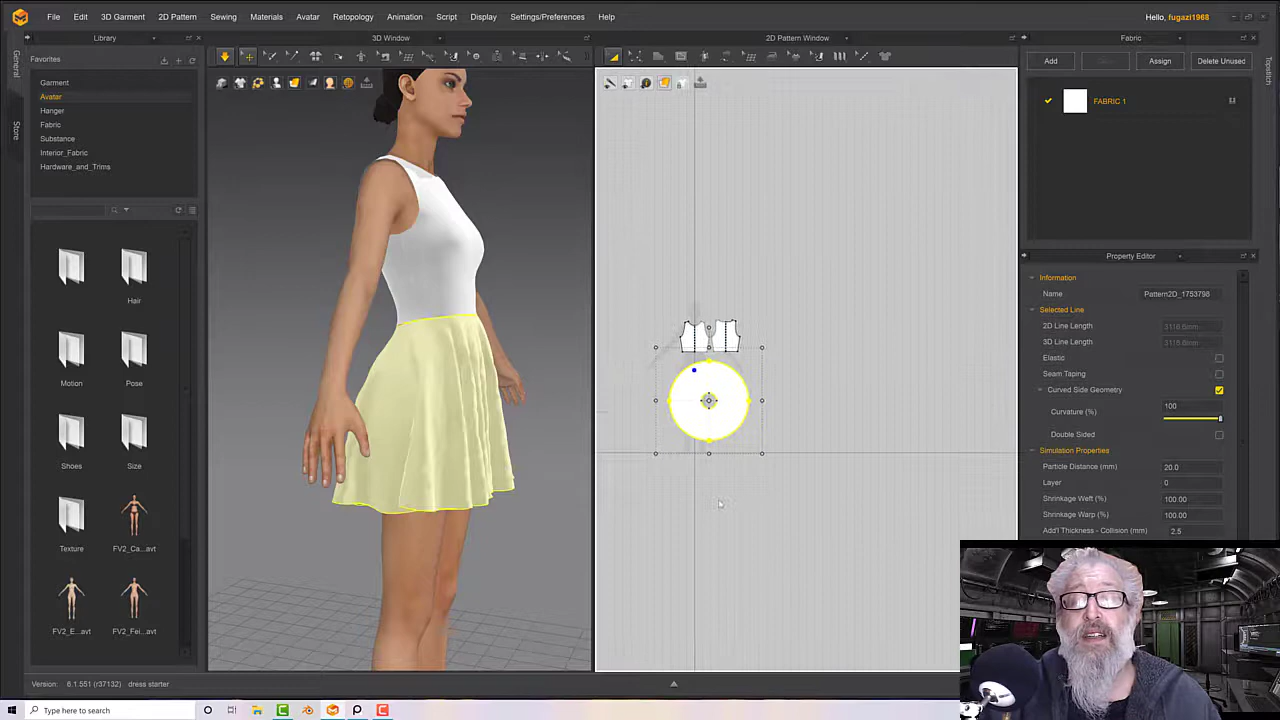 File Edit 3D Garment 2D Pattern Sewing Materials Avatar Retopology Animation Script Display Settings/Preferences Help
Hello, fugazi1968
Library
3D Window
2D Pattern Window
Fabric
General
Store
Favorites
Garment
Avatar
Hanger
Fabric
Substance
Interior_Fabric
Hardware_and_Trims
Hair
Motion
Pose
Shoes
Size
Texture
FV2_Ca...avt
FV2_E...avt
FV2_Fei...avt
Add
Assign
Delete Unused
FABRIC 1
Topstitch
Property Editor
Information
Name Pattern2D_1753798
Selected Line
2D Line Length
3D Line Length
Elastic
Seam Taping
Curved Side Geometry
Curvature (%) 100
Double Sided
Simulation Properties
Particle Distance (mm) 20.0
Layer 0
Shrinkage Weft (%) 100.00
Shrinkage Warp (%) 100.00
Add'l Thickness - Collision (mm) 2.5
Version: 6.1.551 (r37132) dress starter
Type here to search